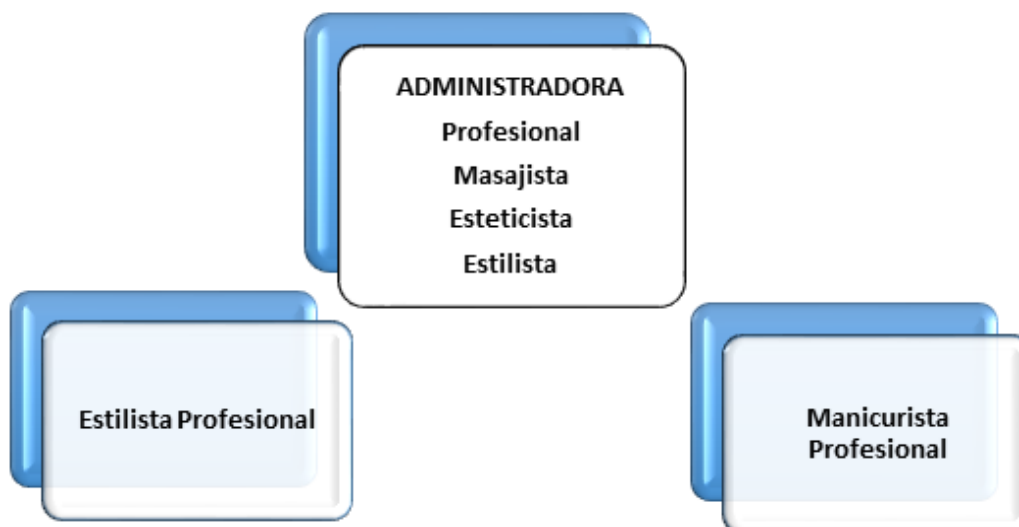 ADMINISTRADORA
Profesional
Masajista
Esteticista
Estilista
Estilista Profesional
Manicurista
Profesional